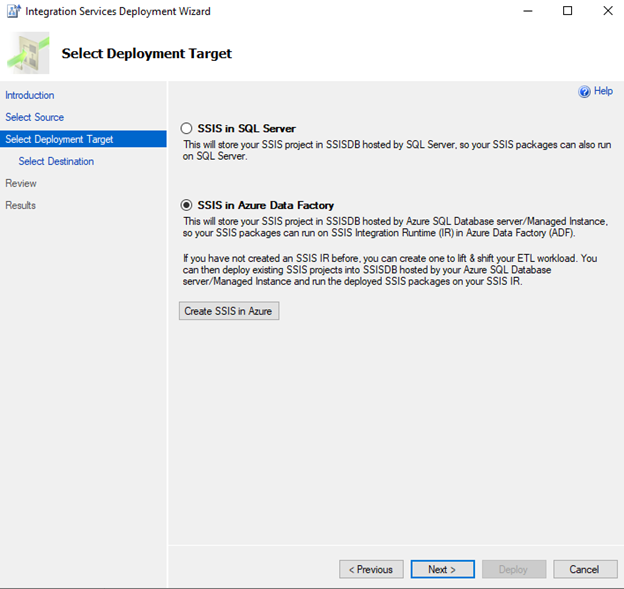 Integration Services Deployment Wizard
Select Deployment Target
Introduction
Select Source
Select Deployment Target
Select Destination
Review
Results
Help
SSIS in SQL Server
This will store your SSIS project in SSISDB hosted by SQL Server, so your SSIS packages can also run
on SQL Server.
SSIS in Azure Data Factory
This will store your SSIS project in SSISDB hosted by Azure SQL Database server/Managed Instance,
so your SSIS packages can run on SSIS Integration Runtime (IR) in Azure Data Factory (ADF).
If you have not created an SSIS IR before, you can create one to lift & shift your ETL workload. You
can then deploy existing SSIS projects into SSISDB hosted by your Azure SQL Database
server/Managed Instance and run the deployed SSIS packages on your SSIS IR.
Create SSIS in Azure
< Previous
Next >
Deploy
Cancel